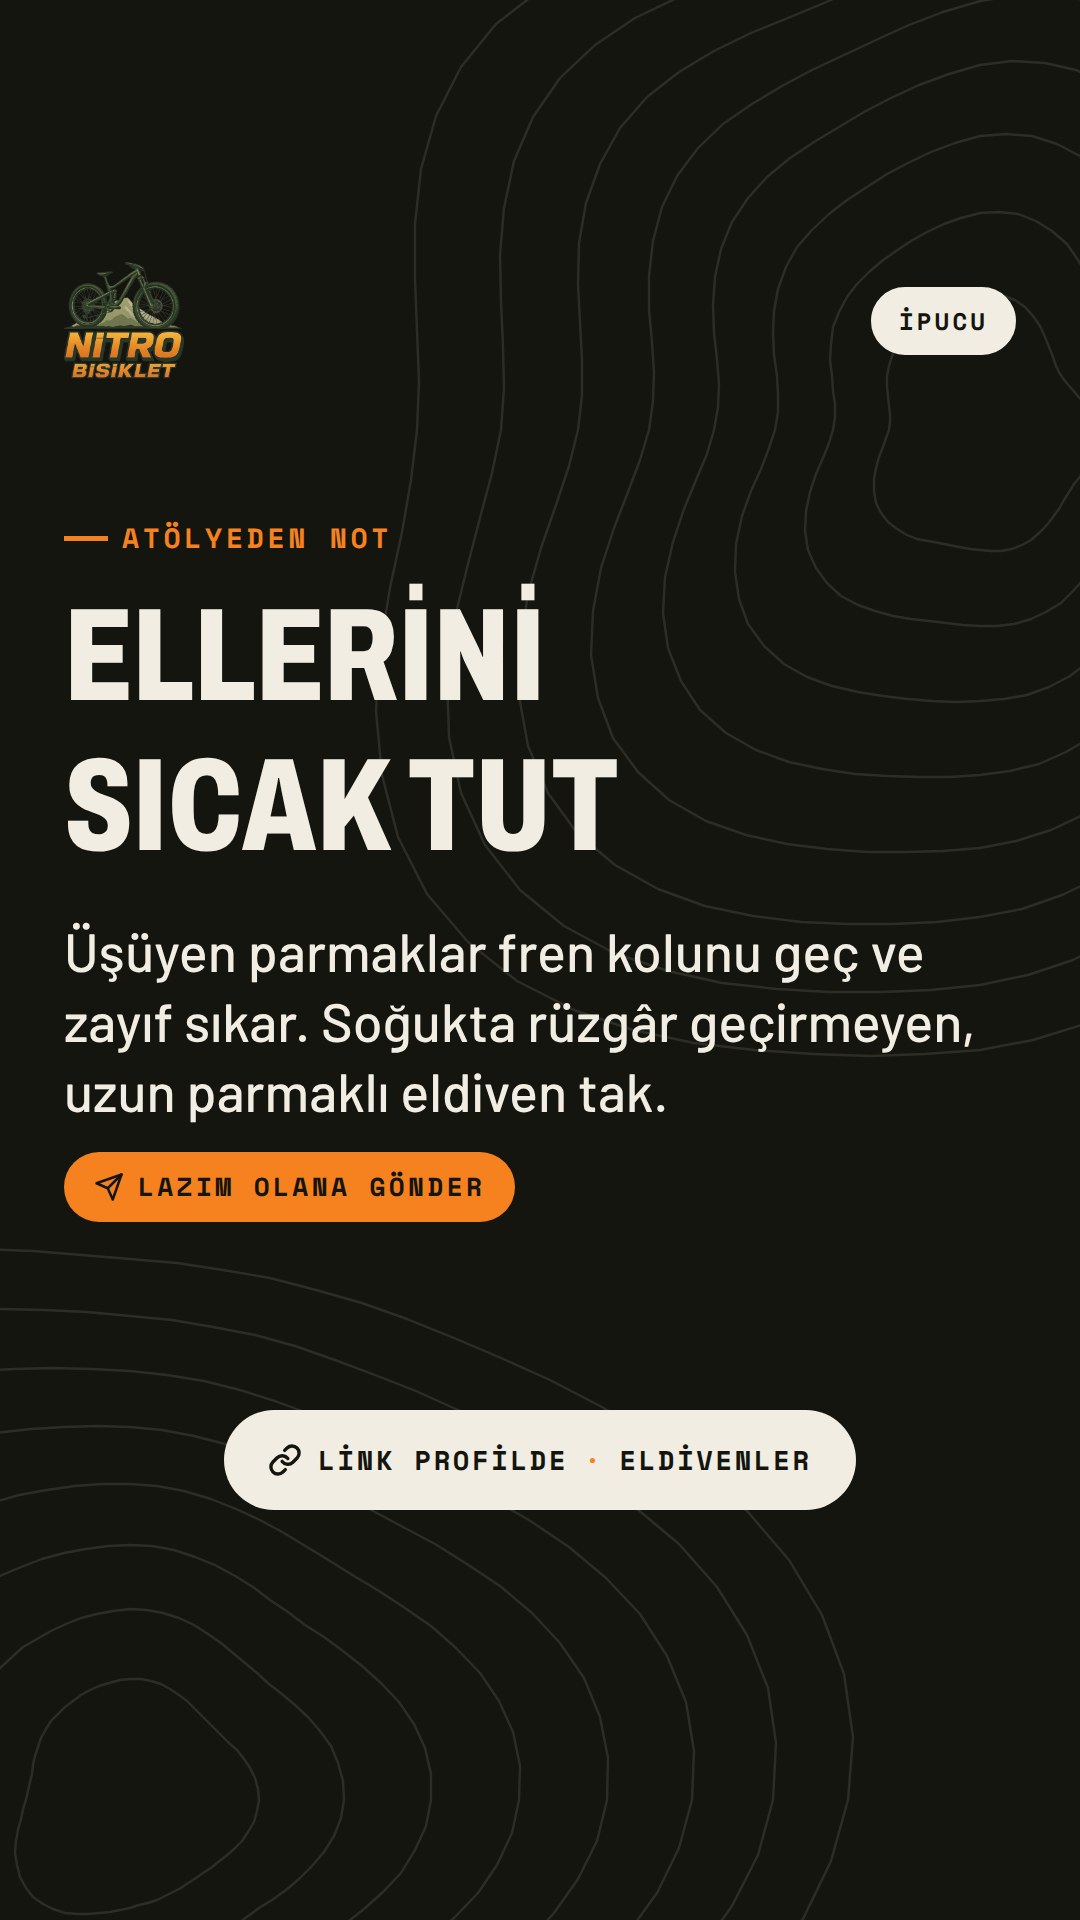 NiTRO
BiSiKLET
İPUCU
ATÖLYEDEN NOT
ELLERİNİ
SICAK TUT
Üşüyen parmaklar fren kolunu geç ve
zayıf sıkar. Soğukta rüzgâr geçirmeyen,
uzun parmaklı eldiven tak.
LAZIM OLANA GÖNDER
LİNK PROFİLDE · ELDİVENLER